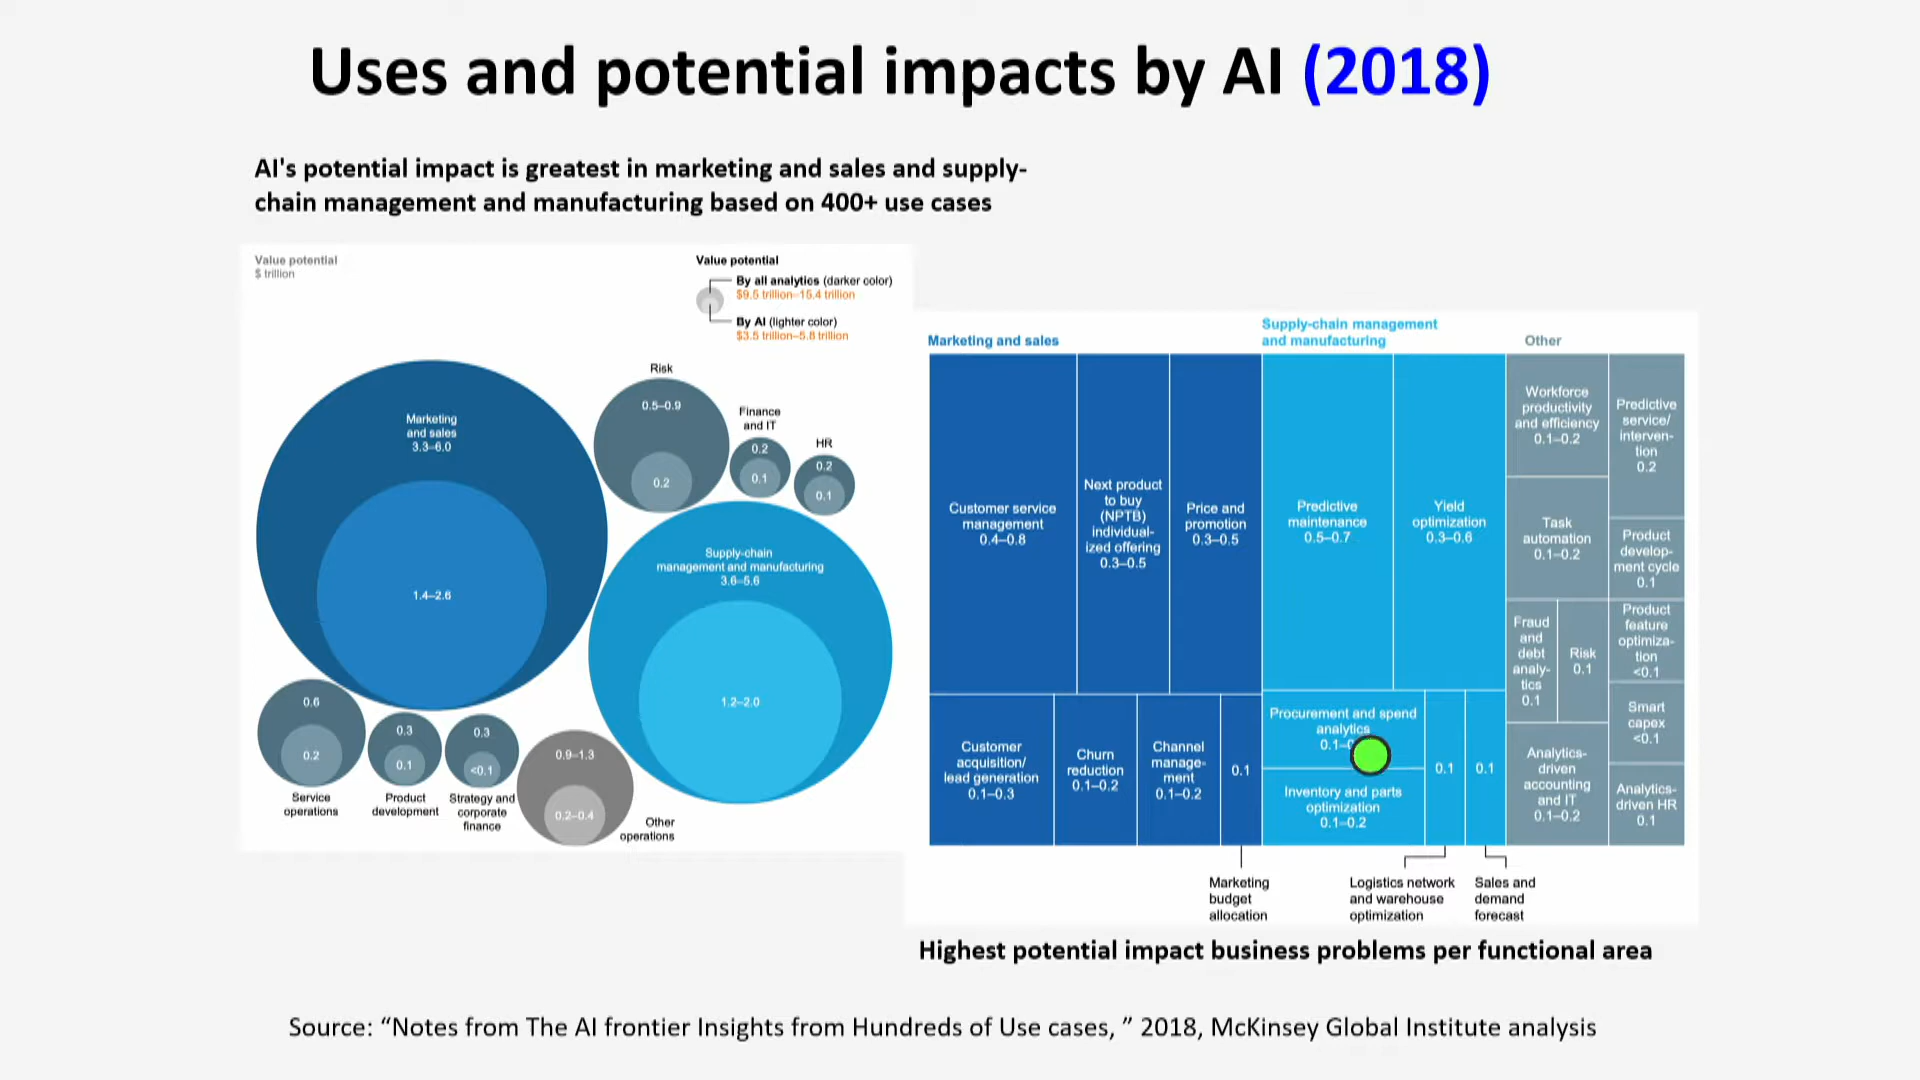 Uses and potential impacts by AI (2018)
AI's potential impact is greatest in marketing and sales and supply-
chain management and manufacturing based on 400+ use cases
Value potential
$ trillion
Value potential
By all analytics (darker color)
$9.5 trillion–15.4 trillion
By AI (lighter color)
$3.5 trillion–5.8 trillion
Marketing
and sales
3.3–6.0
1.4–2.6
Risk
0.5–0.9
0.2
Finance
and IT
0.2
0.1
HR
0.2
0.1
Supply-chain
management and manufacturing
3.6–5.6
1.2–2.0
0.6
0.2
Service
operations
0.3
0.1
Product
development
0.3
<0.1
Strategy and
corporate
finance
0.9–1.3
0.2–0.4
Other
operations
Marketing and sales
Supply-chain management
and manufacturing
Other
Customer service
management
0.4–0.8
Next product
to buy
(NPTB)
individual-
ized offering
0.3–0.5
Price and
promotion
0.3–0.5
Predictive
maintenance
0.5–0.7
Yield
optimization
0.3–0.6
Workforce
productivity
and efficiency
0.1–0.2
Predictive
service/
interven-
tion
0.2
Task
automation
0.1–0.2
Product
develop-
ment cycle
0.1
Fraud
and
debt
analy-
tics
0.1
Risk
0.1
Product
feature
optimiza-
tion
<0.1
Smart
capex
<0.1
Customer
acquisition/
lead generation
0.1–0.3
Churn
reduction
0.1–0.2
Channel
manage-
ment
0.1–0.2
0.1
Procurement and spend
analytics
Inventory and parts
optimization
0.1–0.2
0.1
0.1
Analytics-
driven
accounting
and IT
0.1–0.2
Analytics-
driven HR
0.1
Marketing
budget
allocation
Logistics network
and warehouse
optimization
Sales and
demand
forecast
Highest potential impact business problems per functional area
Source: “Notes from The AI frontier Insights from Hundreds of Use cases, ” 2018, McKinsey Global Institute analysis